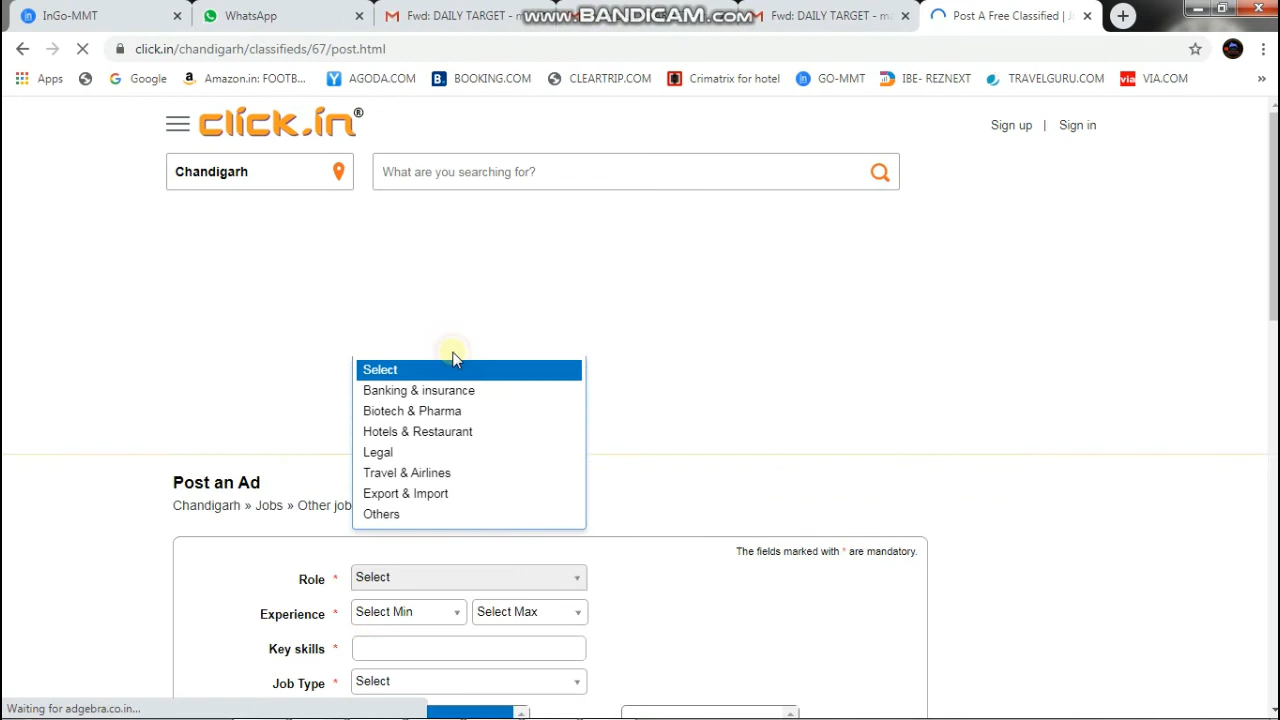 InGo-MMT
WhatsApp
Fwd: DAILY TARGET - m
www.BANDICAM.com
Fwd: DAILY TARGET - ma
Post A Free Classified | J
click.in/chandigarh/classifieds/67/post.html
Apps
Google
Amazon.in: FOOTB...
AGODA.COM
BOOKING.COM
CLEARTRIP.COM
Crimatrix for hotel
GO-MMT
IBE- REZNEXT
TRAVELGURU.COM
VIA.COM
click.in®
Sign up | Sign in
Chandigarh
What are you searching for?
Select
Banking & insurance
Biotech & Pharma
Hotels & Restaurant
Legal
Travel & Airlines
Export & Import
Others
Post an Ad
Chandigarh » Jobs » Other job
The fields marked with * are mandatory.
Role * Select
Experience * Select Min Select Max
Key skills *
Job Type * Select
Waiting for adgebra.co.in...